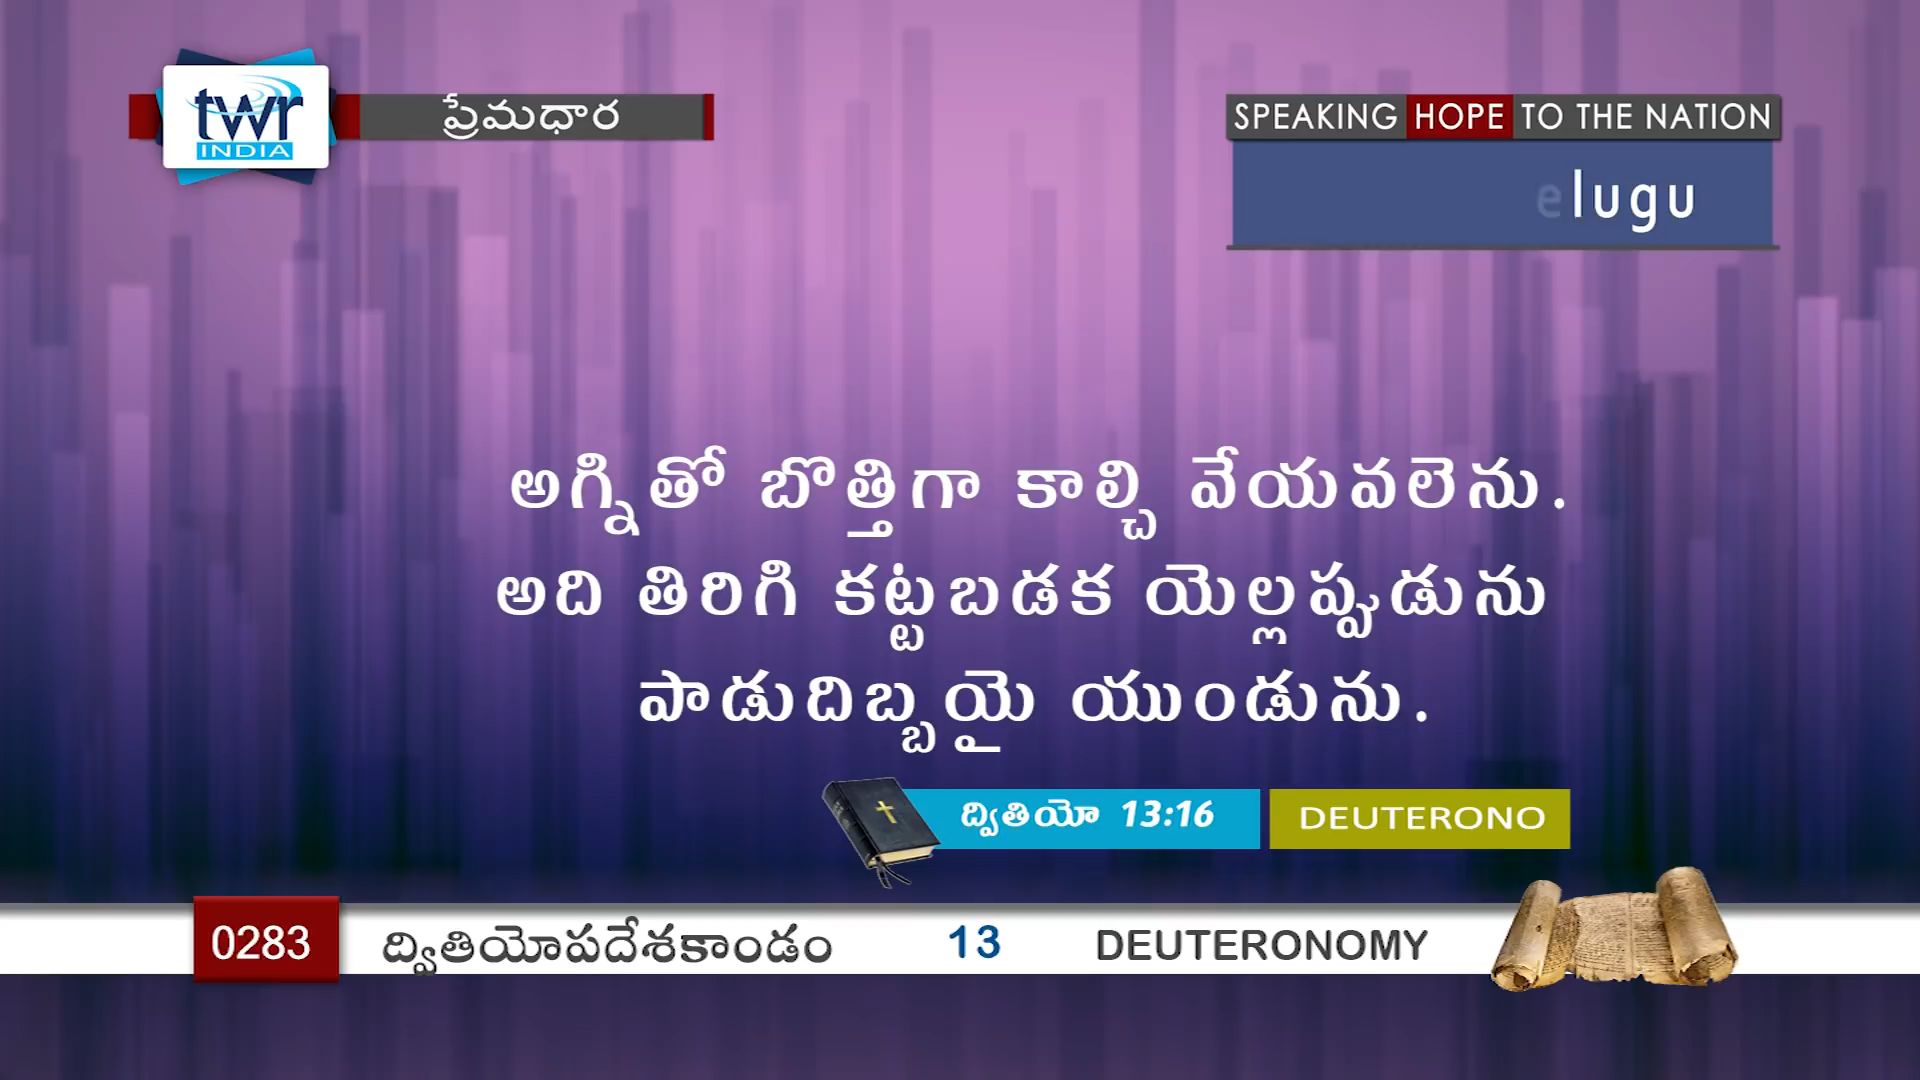 twr
INDIA
ప్రేమధార
SPEAKING HOPE TO THE NATION
elugu
అగ్నితో బొత్తిగా కాల్చి వేయవలెను.
అది తిరిగి కట్టబడక యెల్లప్పుడును
పాడుదిబ్బయై యుండును.
ద్వితియో 13:16
DEUTERONO
0283 ద్వితియోపదేశకాండం 13 DEUTERONOMY